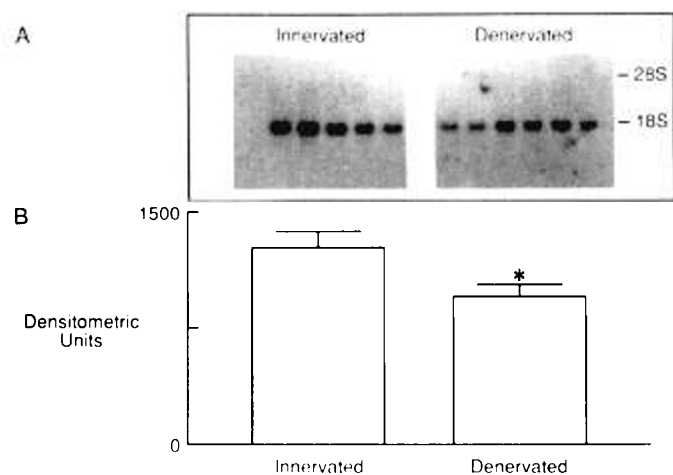 A
Innervated
Denervated
- 28S
- 18S
B
1500
*
Densitometric
Units
0
Innervated
Denervated